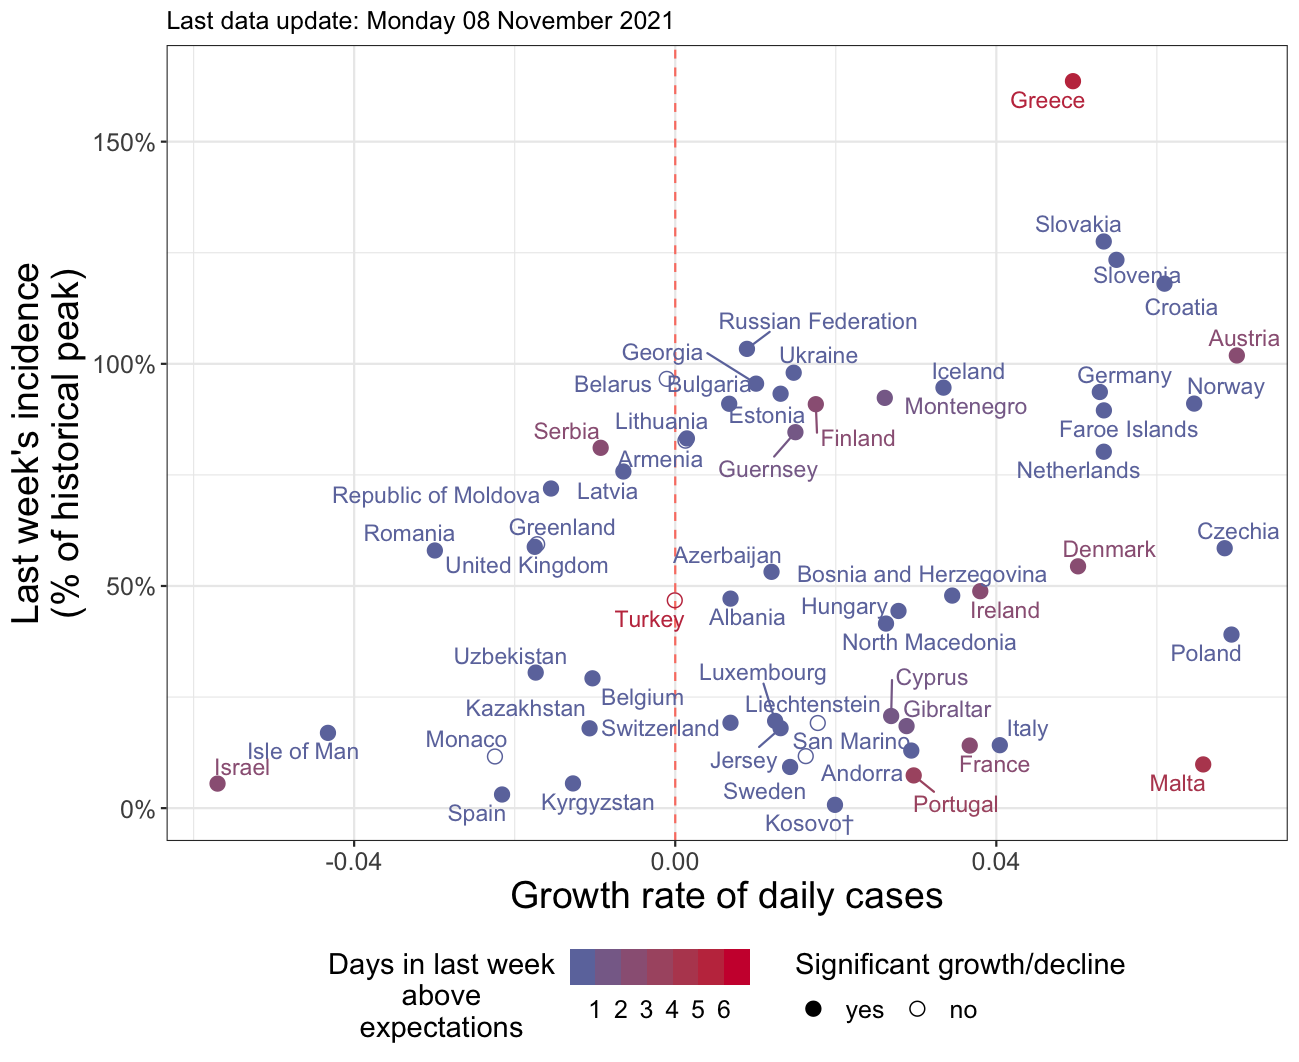 Last data update: Monday 08 November 2021
Last week's incidence
(% of historical peak)
150%
100%
50%
0%
Greece
Slovakia
Slovenia
Croatia
Russian Federation
Austria
Georgia
Ukraine
Iceland
Germany
Belarus
Bulgaria
Norway
Montenegro
Lithuania
Estonia
Serbia
Finland
Faroe Islands
Armenia
Guernsey
Netherlands
Republic of Moldova
Latvia
Romania
Greenland
Czechia
United Kingdom
Azerbaijan
Denmark
Bosnia and Herzegovina
Turkey
Albania
Hungary
Ireland
North Macedonia
Poland
Uzbekistan
Luxembourg
Cyprus
Belgium
Liechtenstein
Kazakhstan
Gibraltar
Switzerland
Italy
Monaco
San Marino
Isle of Man
Israel
Jersey
Andorra
France
Malta
Sweden
Spain
Kyrgyzstan
Portugal
Kosovo†
-0.04
0.00
0.04
Growth rate of daily cases
Days in last week
above
expectations
1 2 3 4 5 6
Significant growth/decline
yes
no